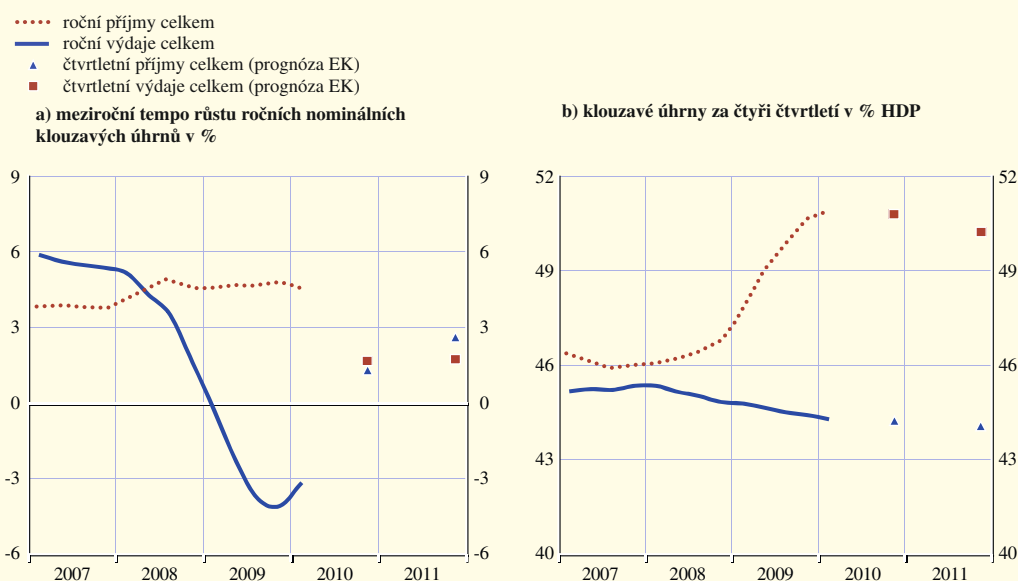 roční příjmy celkem
roční výdaje celkem
čtvrtletní příjmy celkem (prognóza EK)
čtvrtletní výdaje celkem (prognóza EK)
a) meziroční tempo růstu ročních nominálních
klouzavých úhrnů v %
9 9
6 6
3 3
0 0
-3 -3
-6 -6
2007 2008 2009 2010 2011
b) klouzavé úhrny za čtyři čtvrtletí v % HDP
52 52
49 49
46 46
43 43
40 40
2007 2008 2009 2010 2011